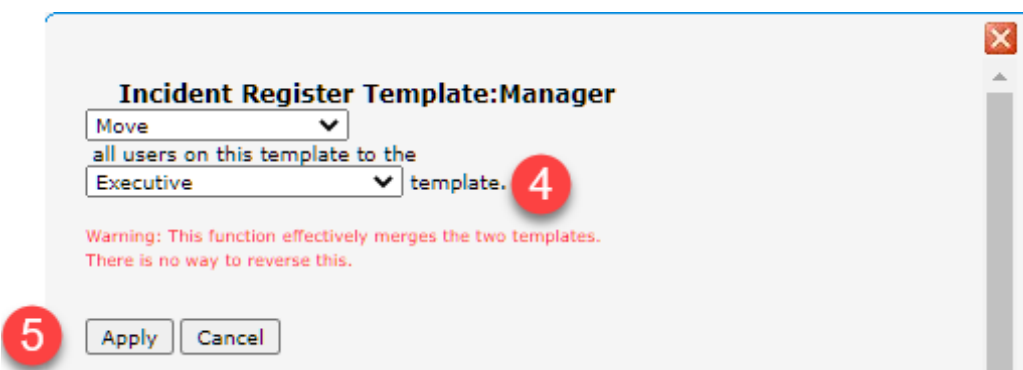 Incident Register Template:Manager
Move
all users on this template to the
Executive template. 4
Warning: This function effectively merges the two templates.
There is no way to reverse this.
5 Apply Cancel